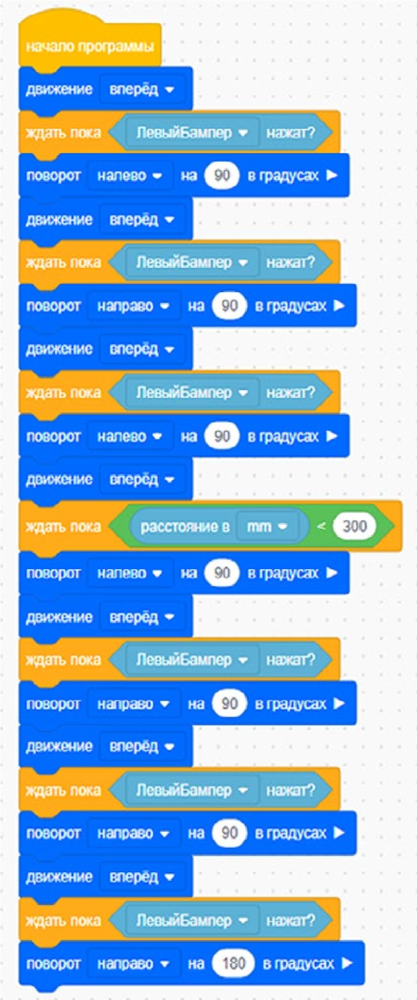 начало программы
движение вперёд
ждать пока ЛевыйБампер нажат?
поворот налево на 90 в градусах
движение вперёд
ждать пока ЛевыйБампер нажат?
поворот направо на 90 в градусах
движение вперёд
ждать пока ЛевыйБампер нажат?
поворот налево на 90 в градусах
движение вперёд
ждать пока расстояние в mm < 300
поворот налево на 90 в градусах
движение вперёд
ждать пока ЛевыйБампер нажат?
поворот направо на 90 в градусах
движение вперёд
ждать пока ЛевыйБампер нажат?
поворот направо на 90 в градусах
движение вперёд
ждать пока ЛевыйБампер нажат?
поворот направо на 180 в градусах